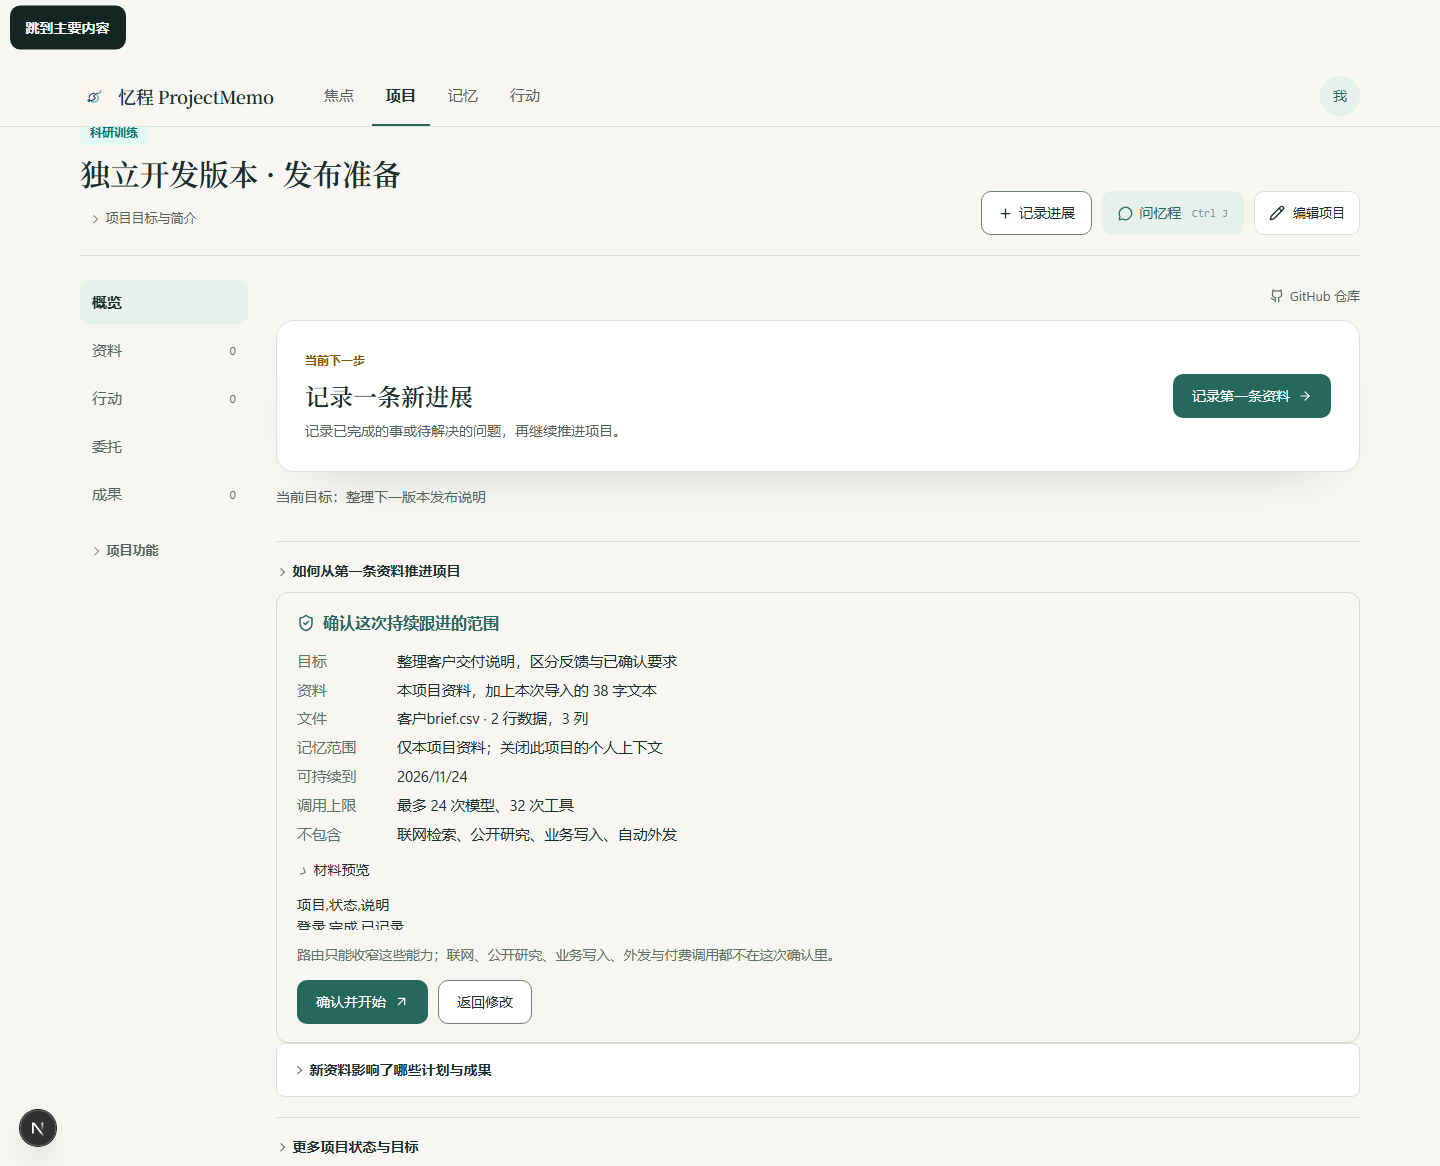 跳到主要内容
忆程 ProjectMemo
焦点
项目
记忆
行动
我
科研训练
独立开发版本 · 发布准备
项目目标与简介
记录进展
问忆程 Ctrl J
编辑项目
概览
资料 0
行动 0
委托
成果 0
项目功能
GitHub 仓库
当前下一步
记录一条新进展
记录已完成的事或待解决的问题，再继续推进项目。
记录第一条资料
当前目标：整理下一版本发布说明
如何从第一条资料推进项目
确认这次持续跟进的范围
目标 整理客户交付说明，区分反馈与已确认要求
资料 本项目资料，加上本次导入的 38 字文本
文件 客户brief.csv · 2 行数据，3 列
记忆范围 仅本项目资料；关闭此项目的个人上下文
可持续到 2026/11/24
调用上限 最多 24 次模型、32 次工具
不包含 联网检索、公开研究、业务写入、自动外发
材料预览
项目,状态,说明
登录,完成,已记录
路由只能收窄这些能力；联网、公开研究、业务写入、外发与付费调用都不在这次确认里。
确认并开始
返回修改
新资料影响了哪些计划与成果
更多项目状态与目标
N